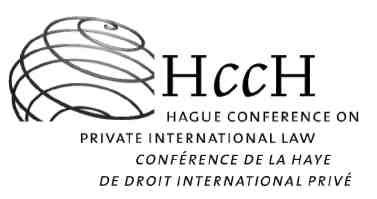 HccH
HAGUE CONFERENCE ON
PRIVATE INTERNATIONAL LAW
CONFÉRENCE DE LA HAYE
DE DROIT INTERNATIONAL PRIVÉ